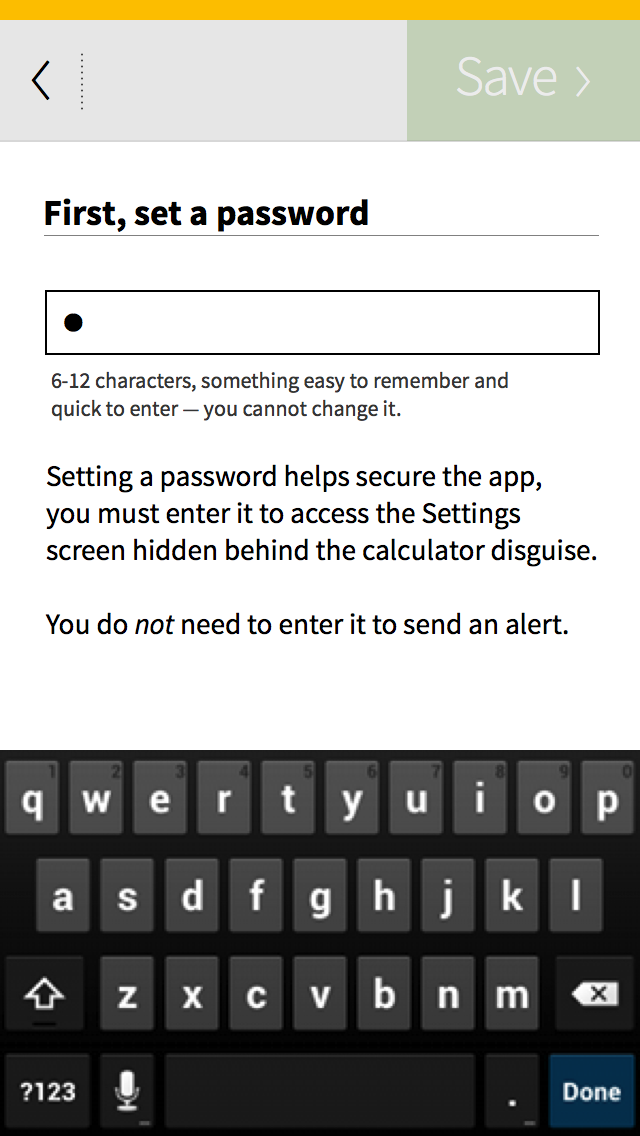 Save
First, set a password
6-12 characters, something easy to remember and
quick to enter — you cannot change it.
Setting a password helps secure the app,
you must enter it to access the Settings
screen hidden behind the calculator disguise.
You do not need to enter it to send an alert.
1 2 3 4 5 6 7 8 9 0
q w e r t y u i o p
a s d f g h j k l
z x c v b n m
?123 . Done